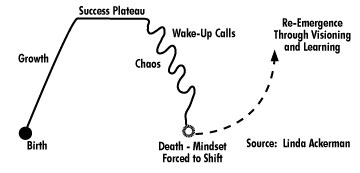 Success Plateau
Wake-Up Calls
Re-Emergence
Through Visioning
and Learning
Growth
Chaos
Birth
Death - Mindset
Forced to Shift
Source: Linda Ackerman